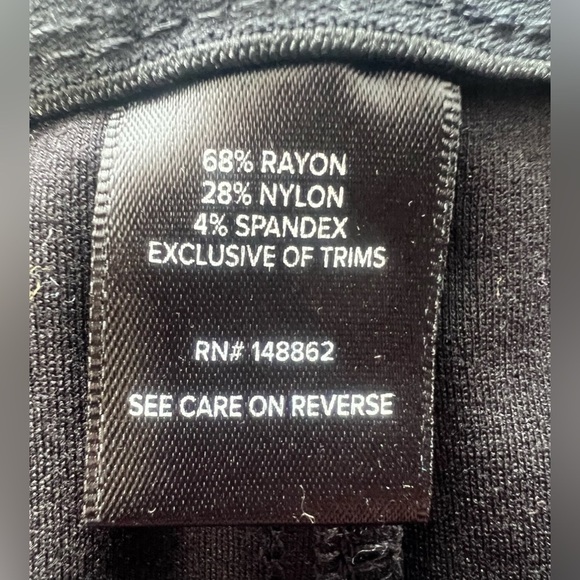 68% RAYON
28% NYLON
4% SPANDEX
EXCLUSIVE OF TRIMS
RN# 148862
SEE CARE ON REVERSE